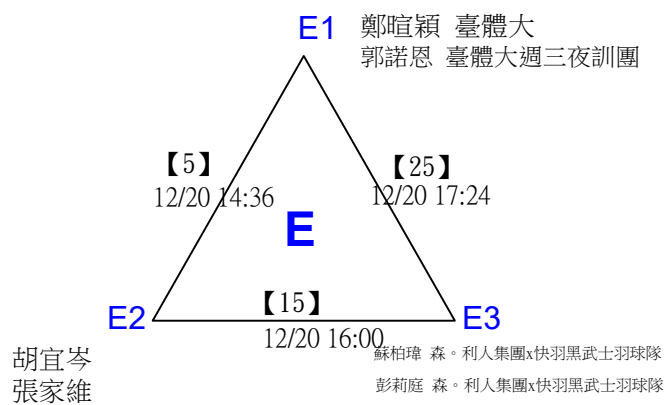 E1 鄭暄穎 臺體大
郭諾恩 臺體大週三夜訓團
【5】
12/20 14:36
【25】
12/20 17:24
E
E2
【15】
12/20 16:00
E3
胡宜岑
張家維
蘇柏瑋 森。利人集團x快羽黑武士羽球隊
彭莉庭 森。利人集團x快羽黑武士羽球隊